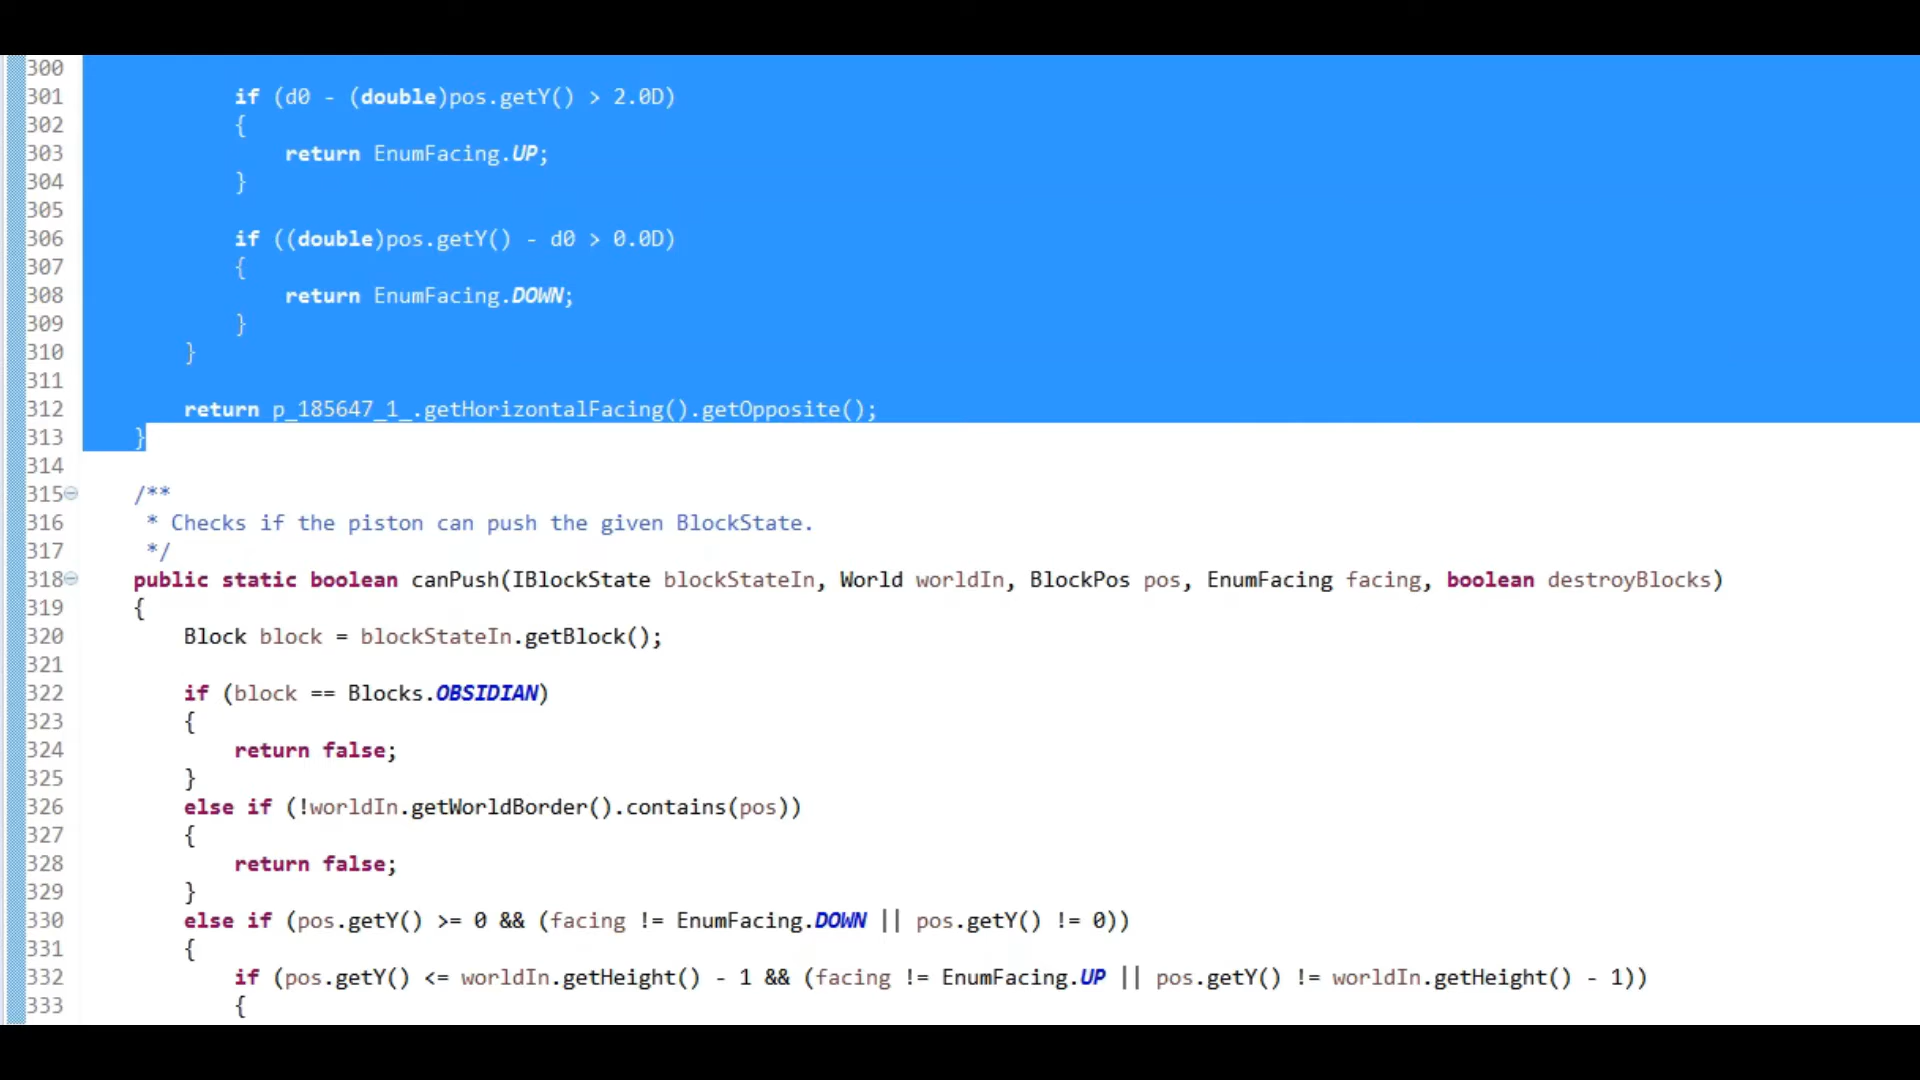 300
301 if (d0 - (double)pos.getY() > 2.0D)
302 {
303 return EnumFacing.UP;
304 }
305
306 if ((double)pos.getY() - d0 > 0.0D)
307 {
308 return EnumFacing.DOWN;
309 }
310 }
311
312 return p_185647_1_.getHorizontalFacing().getOpposite();
313 }
314
315 /**
316 * Checks if the piston can push the given BlockState.
317 */
318 public static boolean canPush(IBlockState blockStateIn, World worldIn, BlockPos pos, EnumFacing facing, boolean destroyBlocks)
319 {
320 Block block = blockStateIn.getBlock();
321
322 if (block == Blocks.OBSIDIAN)
323 {
324 return false;
325 }
326 else if (!worldIn.getWorldBorder().contains(pos))
327 {
328 return false;
329 }
330 else if (pos.getY() >= 0 && (facing != EnumFacing.DOWN || pos.getY() != 0))
331 {
332 if (pos.getY() <= worldIn.getHeight() - 1 && (facing != EnumFacing.UP || pos.getY() != worldIn.getHeight() - 1))
333 {